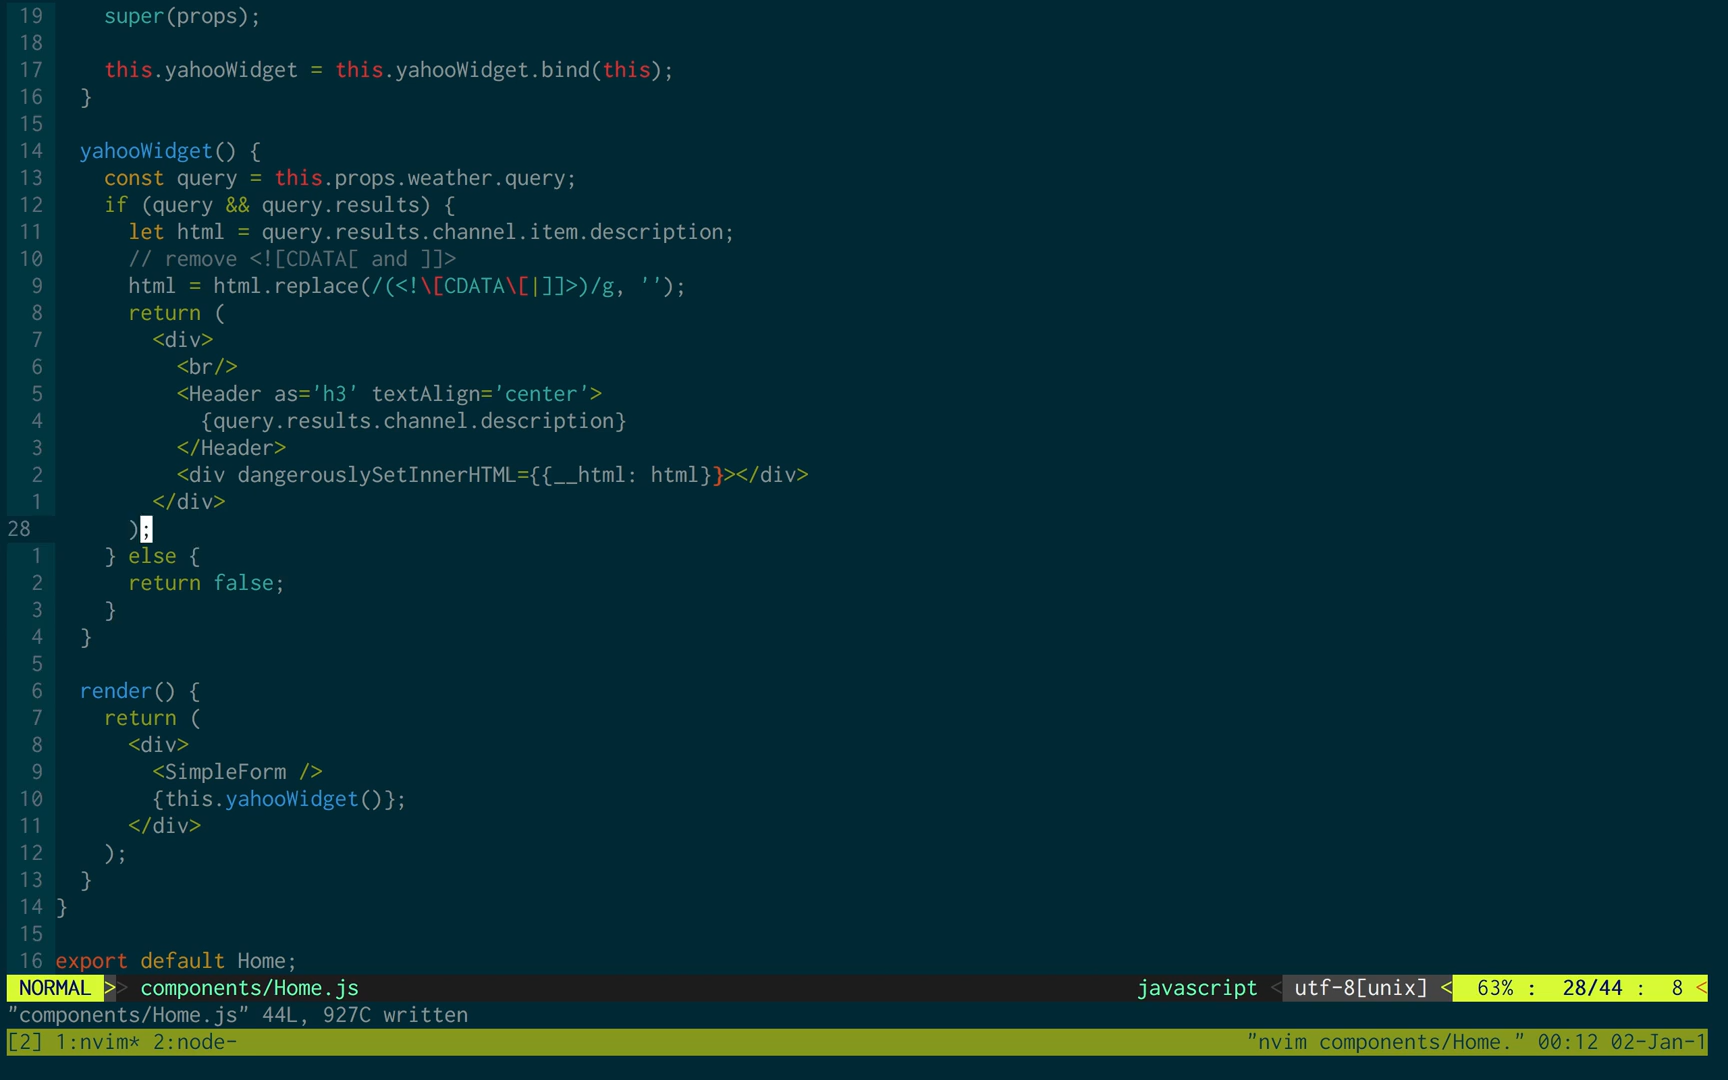 19     super(props);
18
17     this.yahooWidget = this.yahooWidget.bind(this);
16   }
15
14   yahooWidget() {
13     const query = this.props.weather.query;
12     if (query && query.results) {
11       let html = query.results.channel.item.description;
10       // remove <![CDATA[ and ]]>
9       html = html.replace(/(<!\[CDATA\[|]]>)/g, '');
8       return (
7         <div>
6           <br/>
5           <Header as='h3' textAlign='center'>
4             {query.results.channel.description}
3           </Header>
2           <div dangerouslySetInnerHTML={{__html: html}}></div>
1         </div>
28       );
1     } else {
2       return false;
3     }
4   }
5
6   render() {
7     return (
8       <div>
9         <SimpleForm />
10         {this.yahooWidget()};
11       </div>
12     );
13   }
14 }
15
16 export default Home;
NORMAL >> components/Home.js javascript < utf-8[unix] < 63% : 28/44 : 8 <
"components/Home.js" 44L, 927C written
[2] 1:nvim* 2:node- "nvim components/Home." 00:12 02-Jan-1